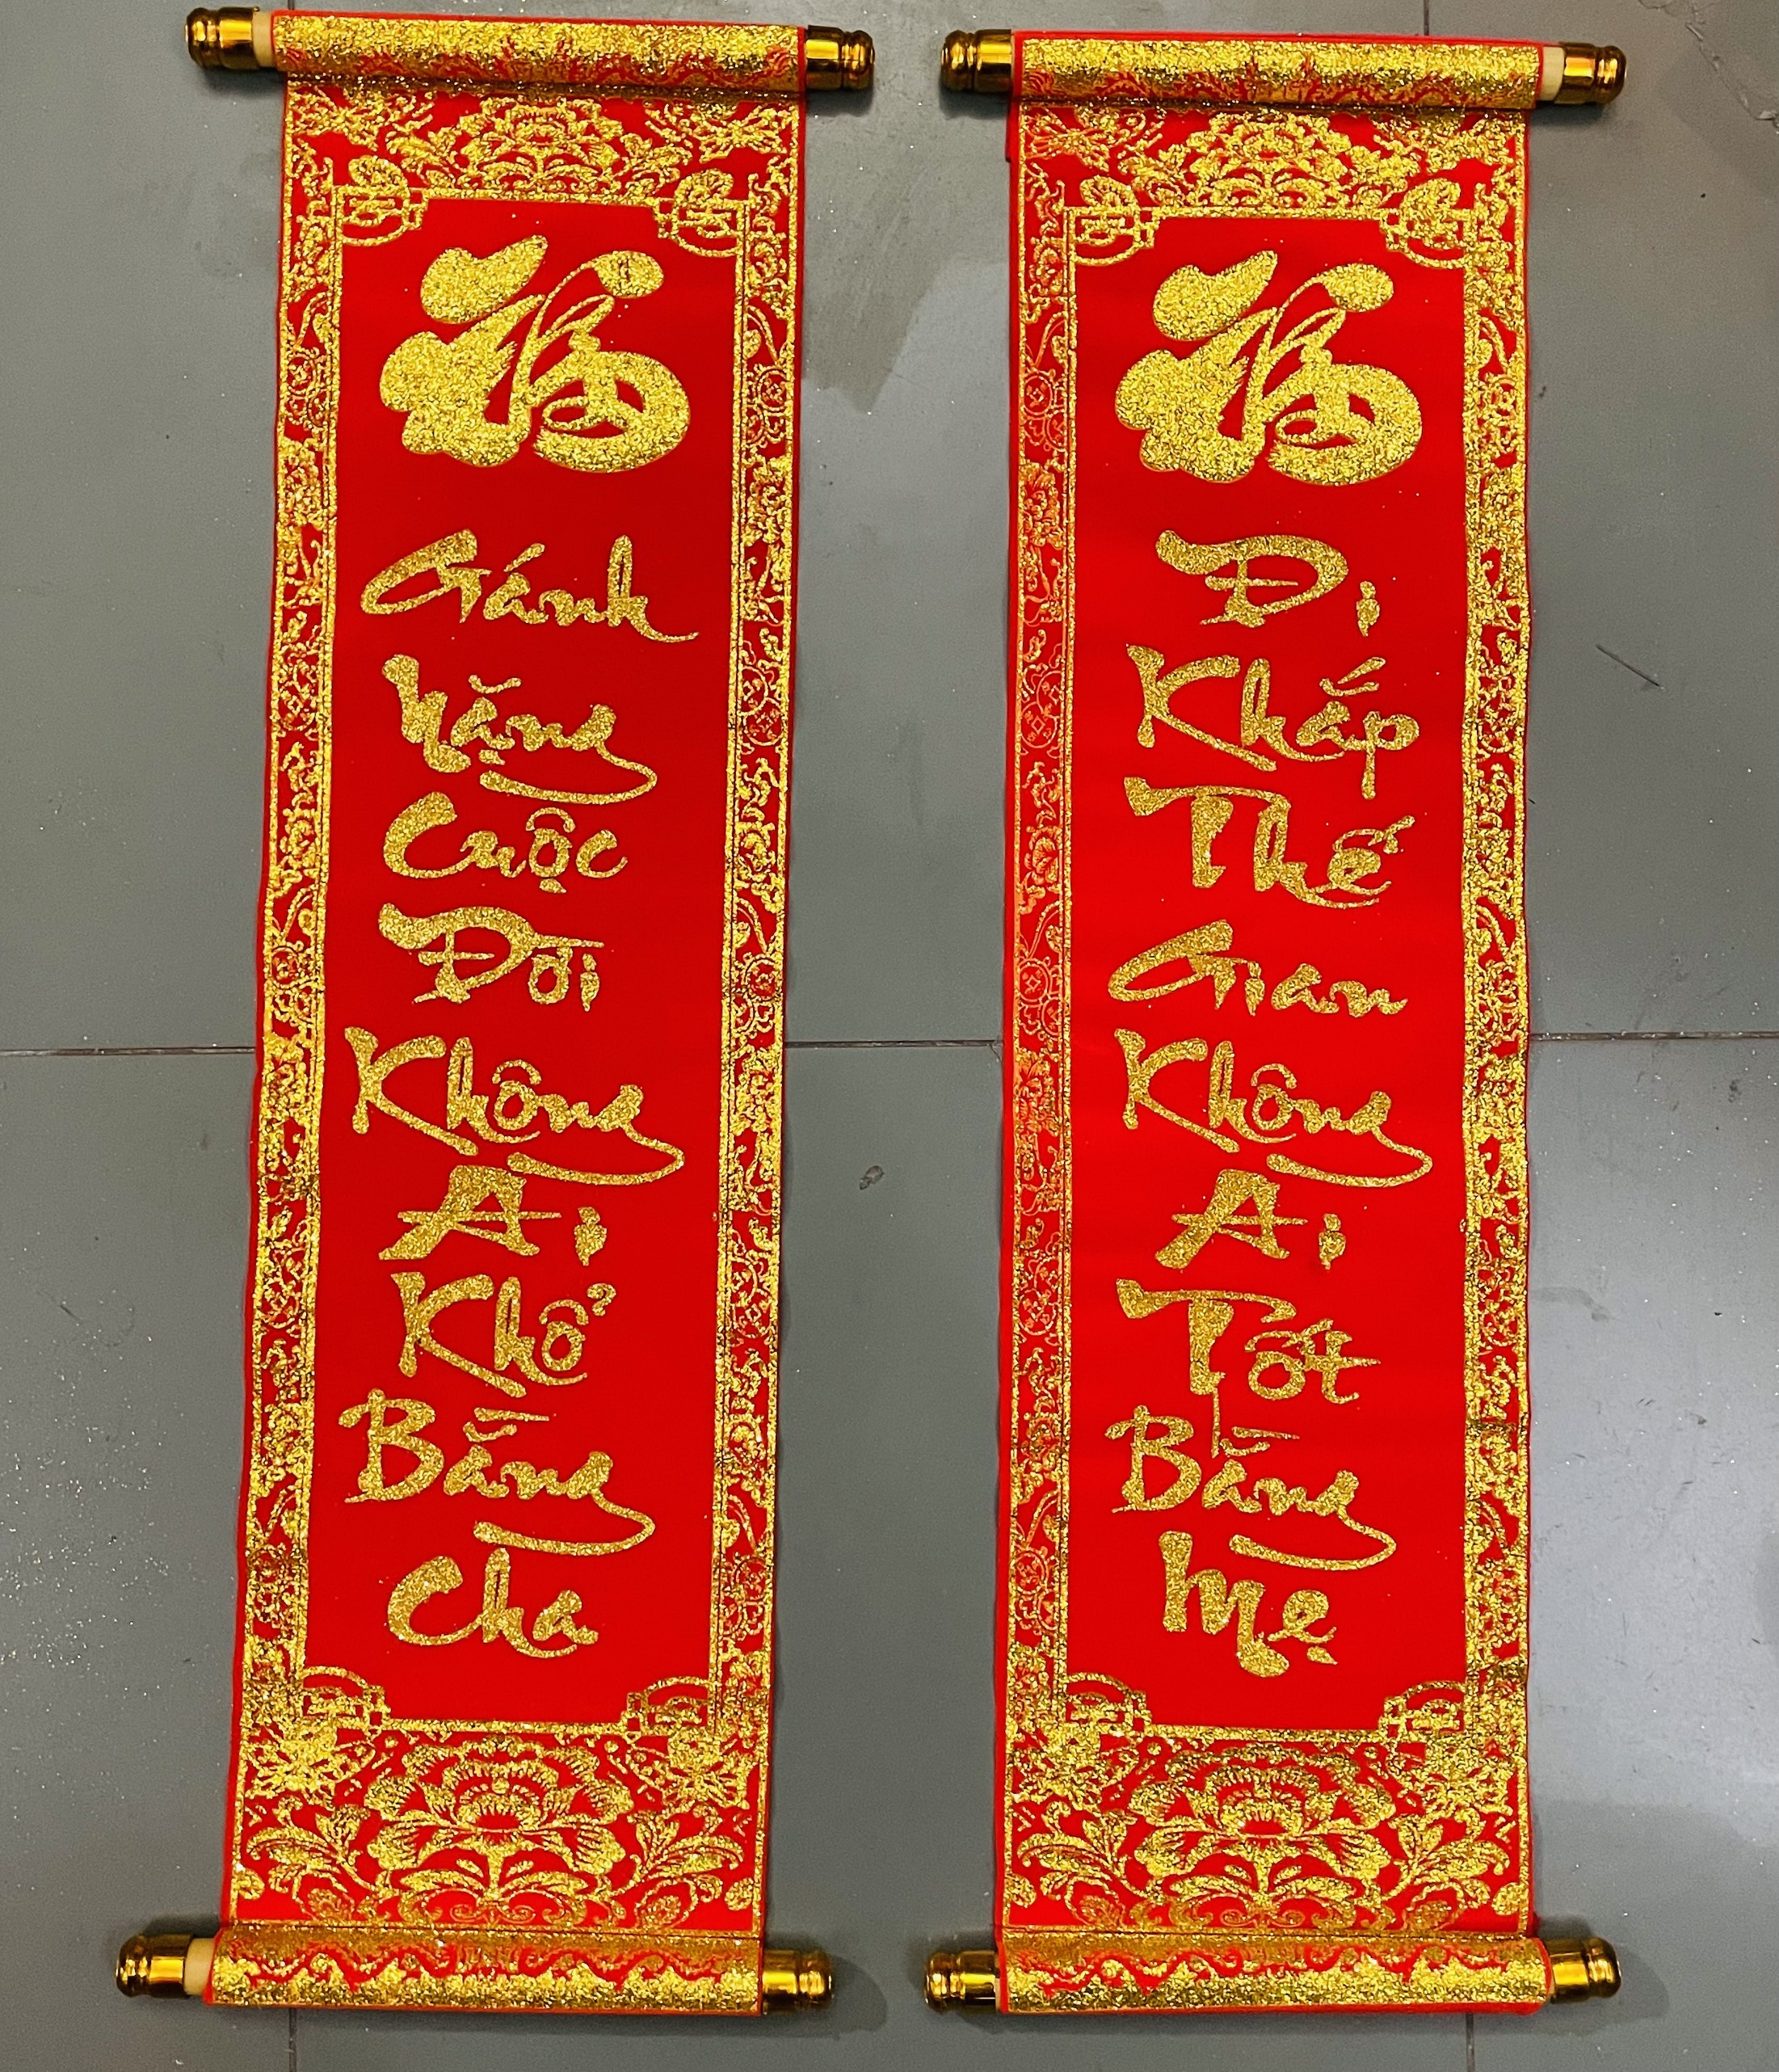 福
Gánh
Nặng
Cuộc
Đời
Không
Ai
Khổ
Bằng
Cha
福
Đi
Khắp
Thế
Gian
Không
Ai
Tốt
Bằng
Mẹ